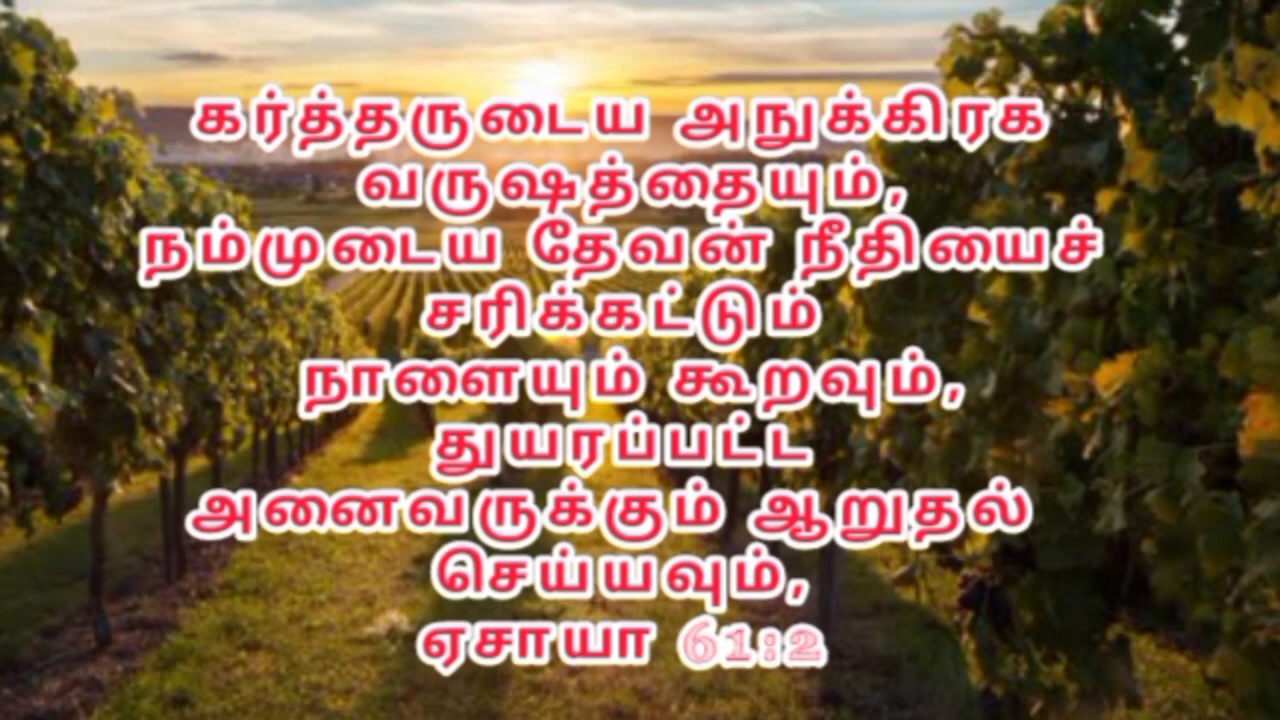 கர்த்தருடைய அநுக்கிரக
வருஷத்தையும்,
நம்முடைய தேவன் நீதியைச்
சரிக்கட்டும்
நாளையும் கூறவும்,
துயரப்பட்ட
அனைவருக்கும் ஆறுதல்
செய்யவும்,
ஏசாயா 61:2